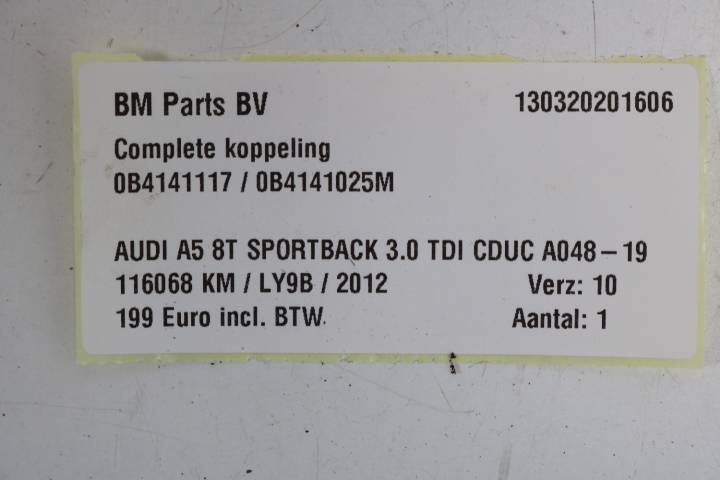 BM Parts BV 130320201606
Complete koppeling
0B4141117 / 0B4141025M
AUDI A5 8T SPORTBACK 3.0 TDI CDUC A048-19
116068 KM / LY9B / 2012 Verz: 10
199 Euro incl. BTW. Aantal: 1